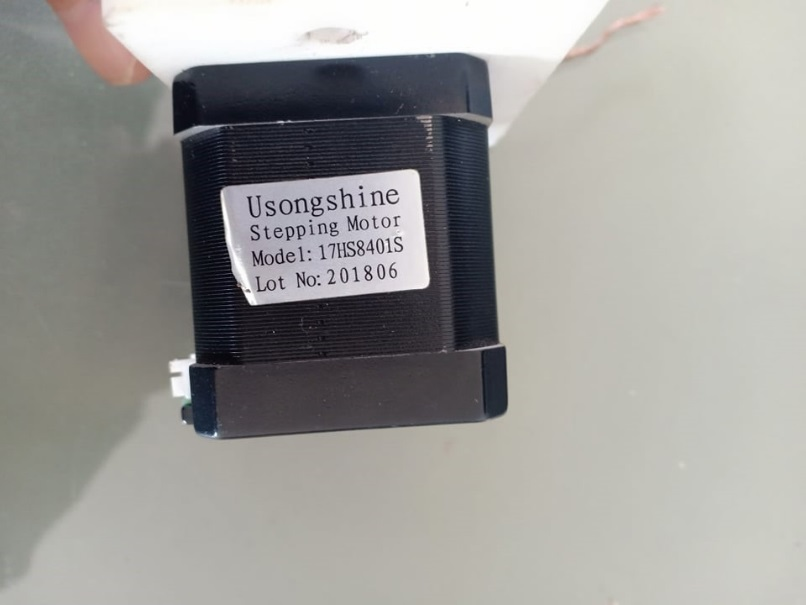 Usongshine
Stepping Motor
Model: 17HS8401S
Lot No: 201806